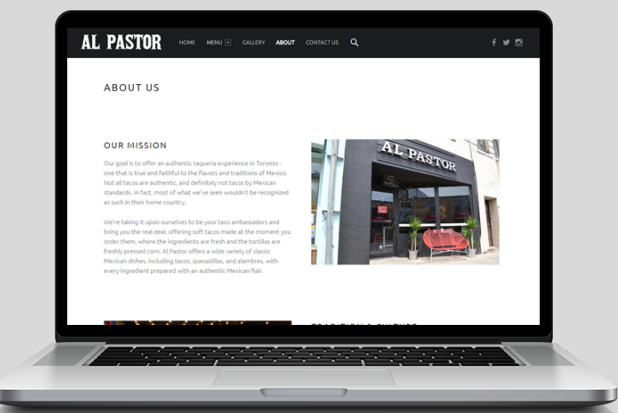 AL PASTOR HOME MENU GALLERY ABOUT CONTACT US
ABOUT US
OUR MISSION
Our goal is to offer an authentic taqueria experience in Toronto -
one that is true and faithful to the flavors and traditions of Mexico.
Not all tacos are authentic, and definitely not tacos by Mexican
standards. In fact, most of what we've seen wouldn't be recognized
as such in their home country.
We're taking it upon ourselves to be your taco ambassadors and
bring you the real deal, offering soft tacos made at the moment you
order them, where the ingredients are fresh and the tortillas are
freshly pressed corn. Al Pastor offers a wide variety of classic
Mexican dishes, including tacos, quesadillas, and alambres, with
every ingredient prepared with an authentic Mexican flair.
AL PASTOR
TRADITION & CULTURE